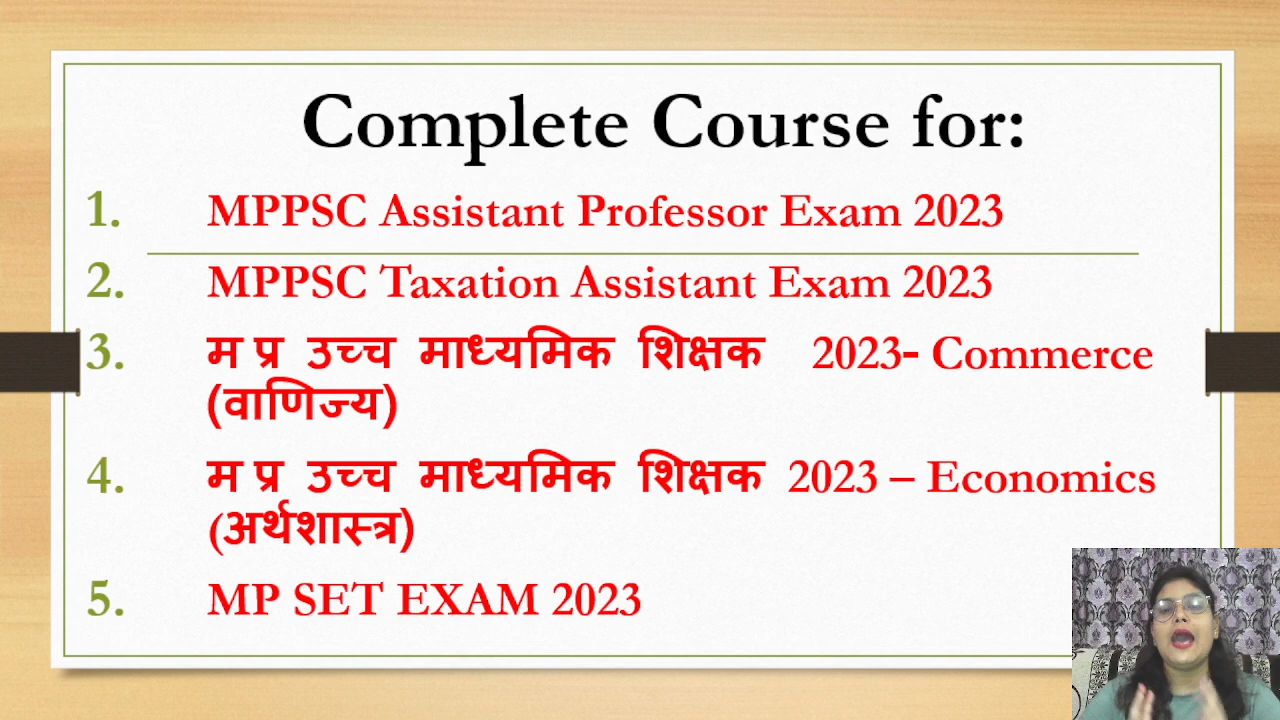 Complete Course for:
1. MPPSC Assistant Professor Exam 2023
2. MPPSC Taxation Assistant Exam 2023
3. म प्र उच्च माध्यमिक शिक्षक 2023- Commerce
(वाणिज्य)
4. म प्र उच्च माध्यमिक शिक्षक 2023 – Economics
(अर्थशास्त्र)
5. MP SET EXAM 2023